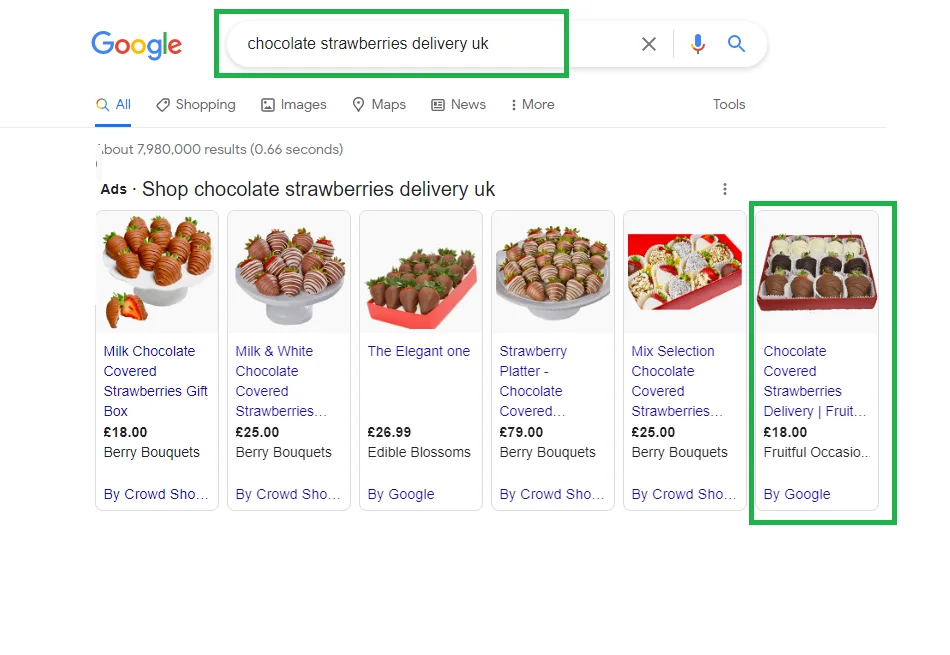 Google
chocolate strawberries delivery uk
All
Shopping
Images
Maps
News
More
Tools
bout 7,980,000 results (0.66 seconds)
Ads · Shop chocolate strawberries delivery uk
Milk Chocolate
Covered
Strawberries Gift
Box
£18.00
Berry Bouquets
By Crowd Sho...
Milk & White
Chocolate
Covered
Strawberries...
£25.00
Berry Bouquets
By Crowd Sho...
The Elegant one
£26.99
Edible Blossoms
By Google
Strawberry
Platter -
Chocolate
Covered...
£79.00
Berry Bouquets
By Crowd Sho...
Mix Selection
Chocolate
Covered
Strawberries...
£25.00
Berry Bouquets
By Crowd Sho...
Chocolate
Covered
Strawberries
Delivery | Fruit...
£18.00
Fruitful Occasio..
By Google